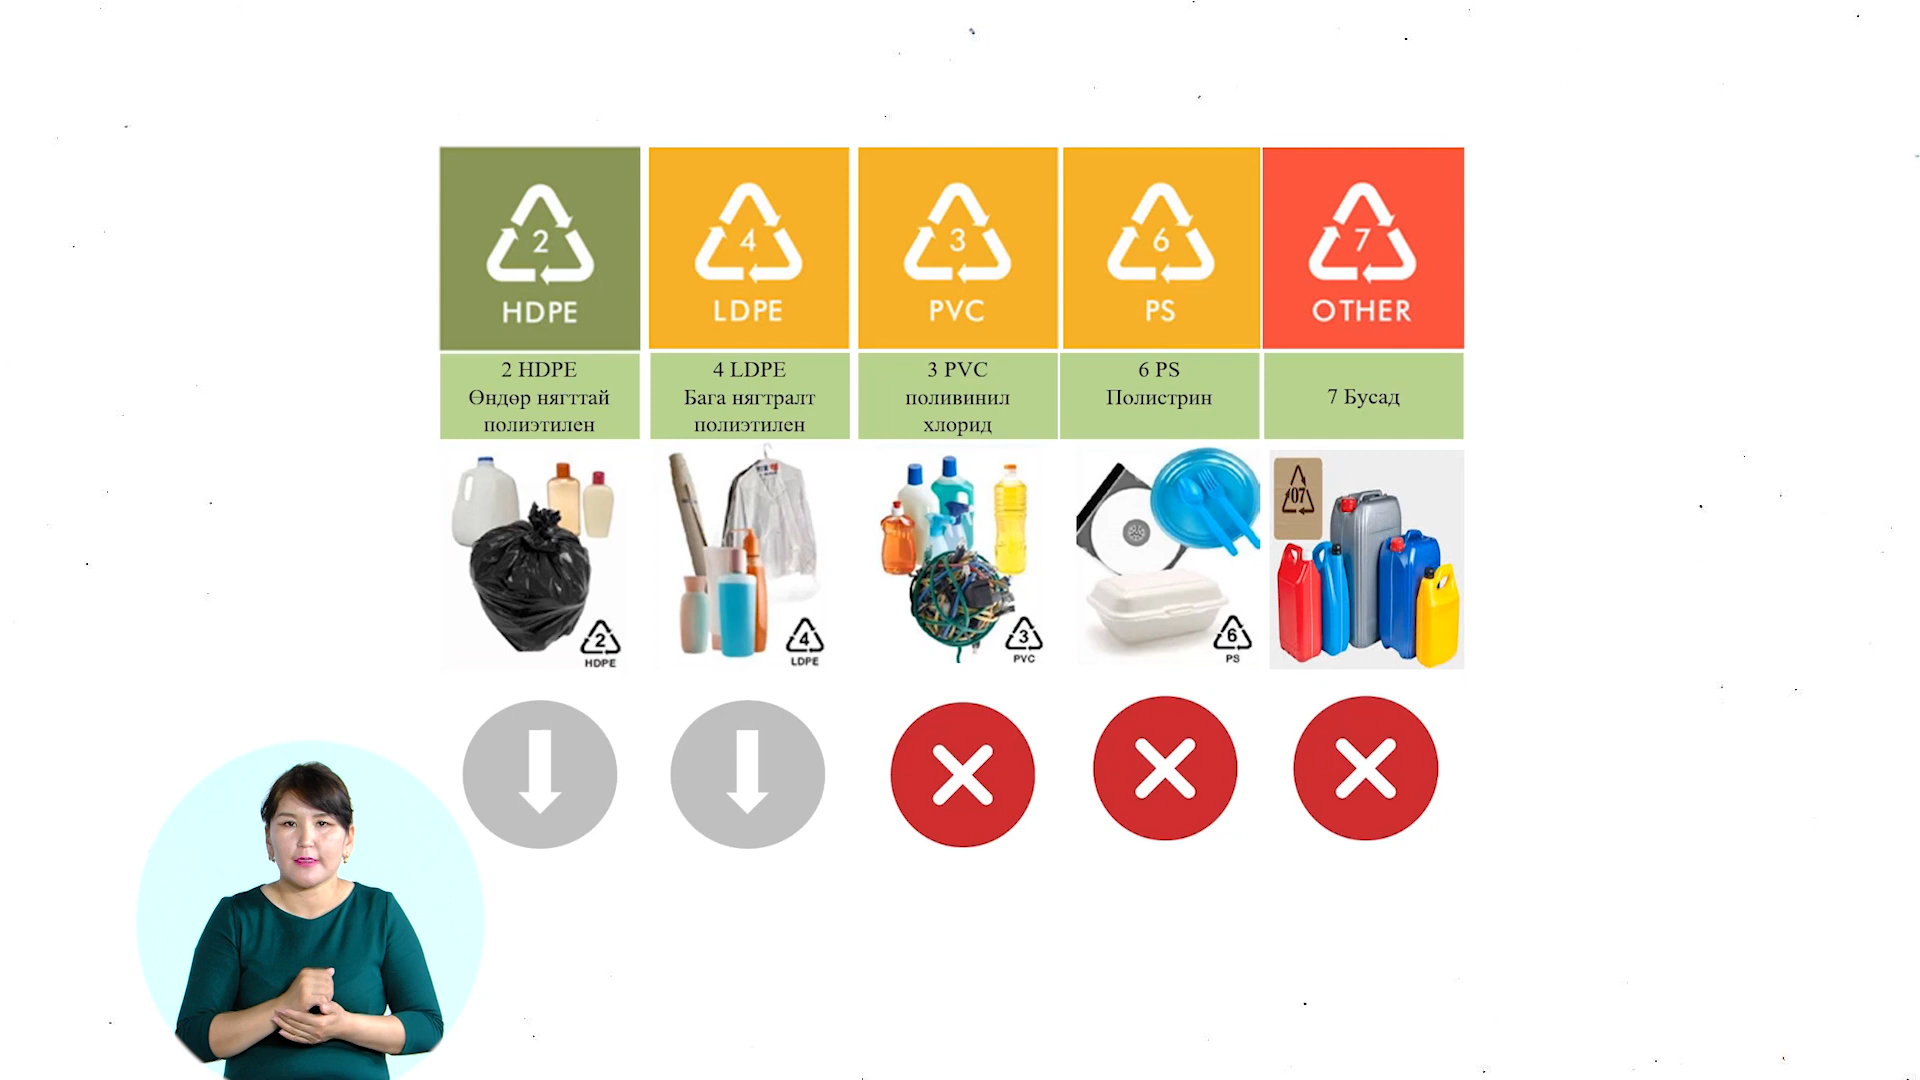 2
HDPE
4
LDPE
3
PVC
6
PS
7
OTHER
2 HDPE
Өндөр нягттай
полиэтилен
4 LDPE
Бага нягтралт
полиэтилен
3 PVC
поливинил
хлорид
6 PS
Полистрин
7 Бусад
2
HDPE
4
LDPE
3
PVC
6
PS
07